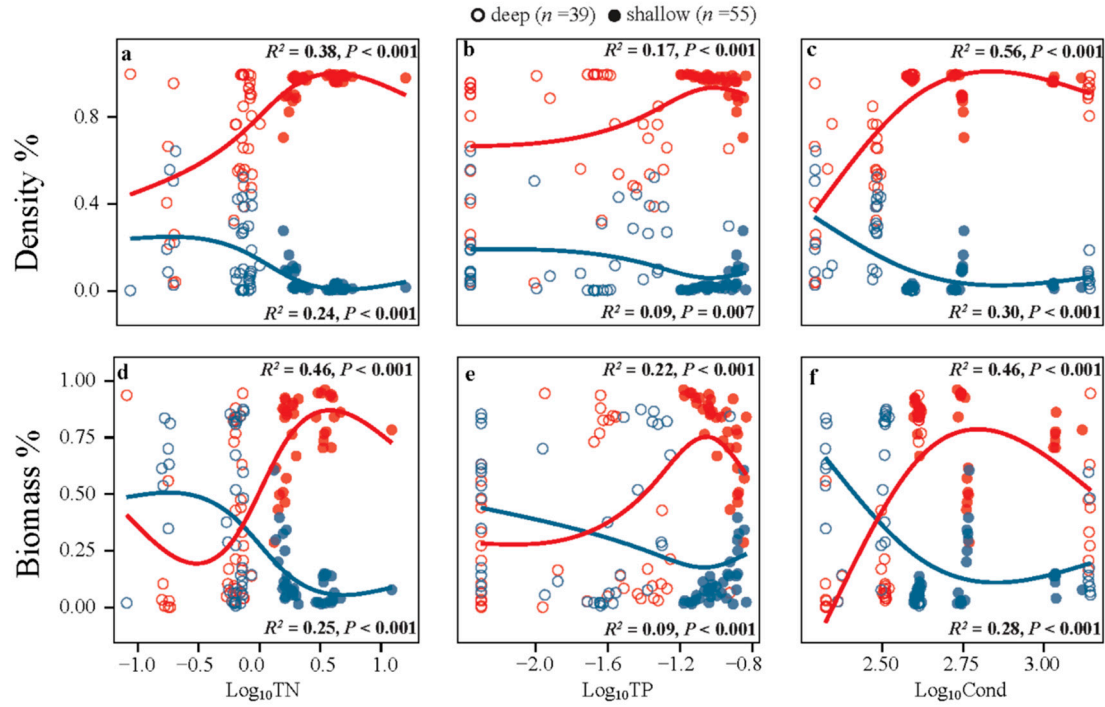 deep (n =39) shallow (n =55)
a R² = 0.38, P < 0.001
b R² = 0.17, P < 0.001
c R² = 0.56, P < 0.001
Density %
0.8
0.4
0.0
R² = 0.24, P < 0.001
R² = 0.09, P = 0.007
R² = 0.30, P < 0.001
d R² = 0.46, P < 0.001
e R² = 0.22, P < 0.001
f R² = 0.46, P < 0.001
Biomass %
1.00
0.75
0.50
0.25
0.00
R² = 0.25, P < 0.001
R² = 0.09, P < 0.001
R² = 0.28, P < 0.001
−1.0 −0.5 0.0 0.5 1.0
−2.0 −1.6 −1.2 −0.8
2.50 2.75 3.00
Log₁₀TN
Log₁₀TP
Log₁₀Cond